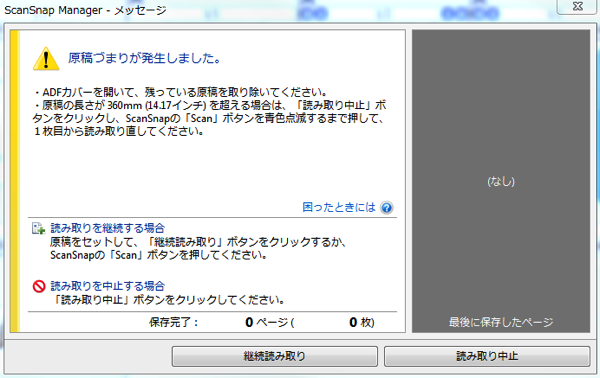 ScanSnap Manager - メッセージ
原稿づまりが発生しました。
・ADFカバーを開いて、残っている原稿を取り除いてください。
・原稿の長さが 360mm (14.17インチ) を超える場合は、「読み取り中止」ボ
タンをクリックし、ScanSnapの「Scan」ボタンを青色点滅するまで押して、
１枚目から読み取り直してください。
(なし)
困ったときには ?
読み取りを継続する場合
原稿をセットして、「継続読み取り」ボタンをクリックするか、
ScanSnapの「Scan」ボタンを押してください。
読み取りを中止する場合
「読み取り中止」ボタンをクリックしてください。
保存完了： 0 ページ ( 0 枚)
最後に保存したページ
継続読み取り
読み取り中止